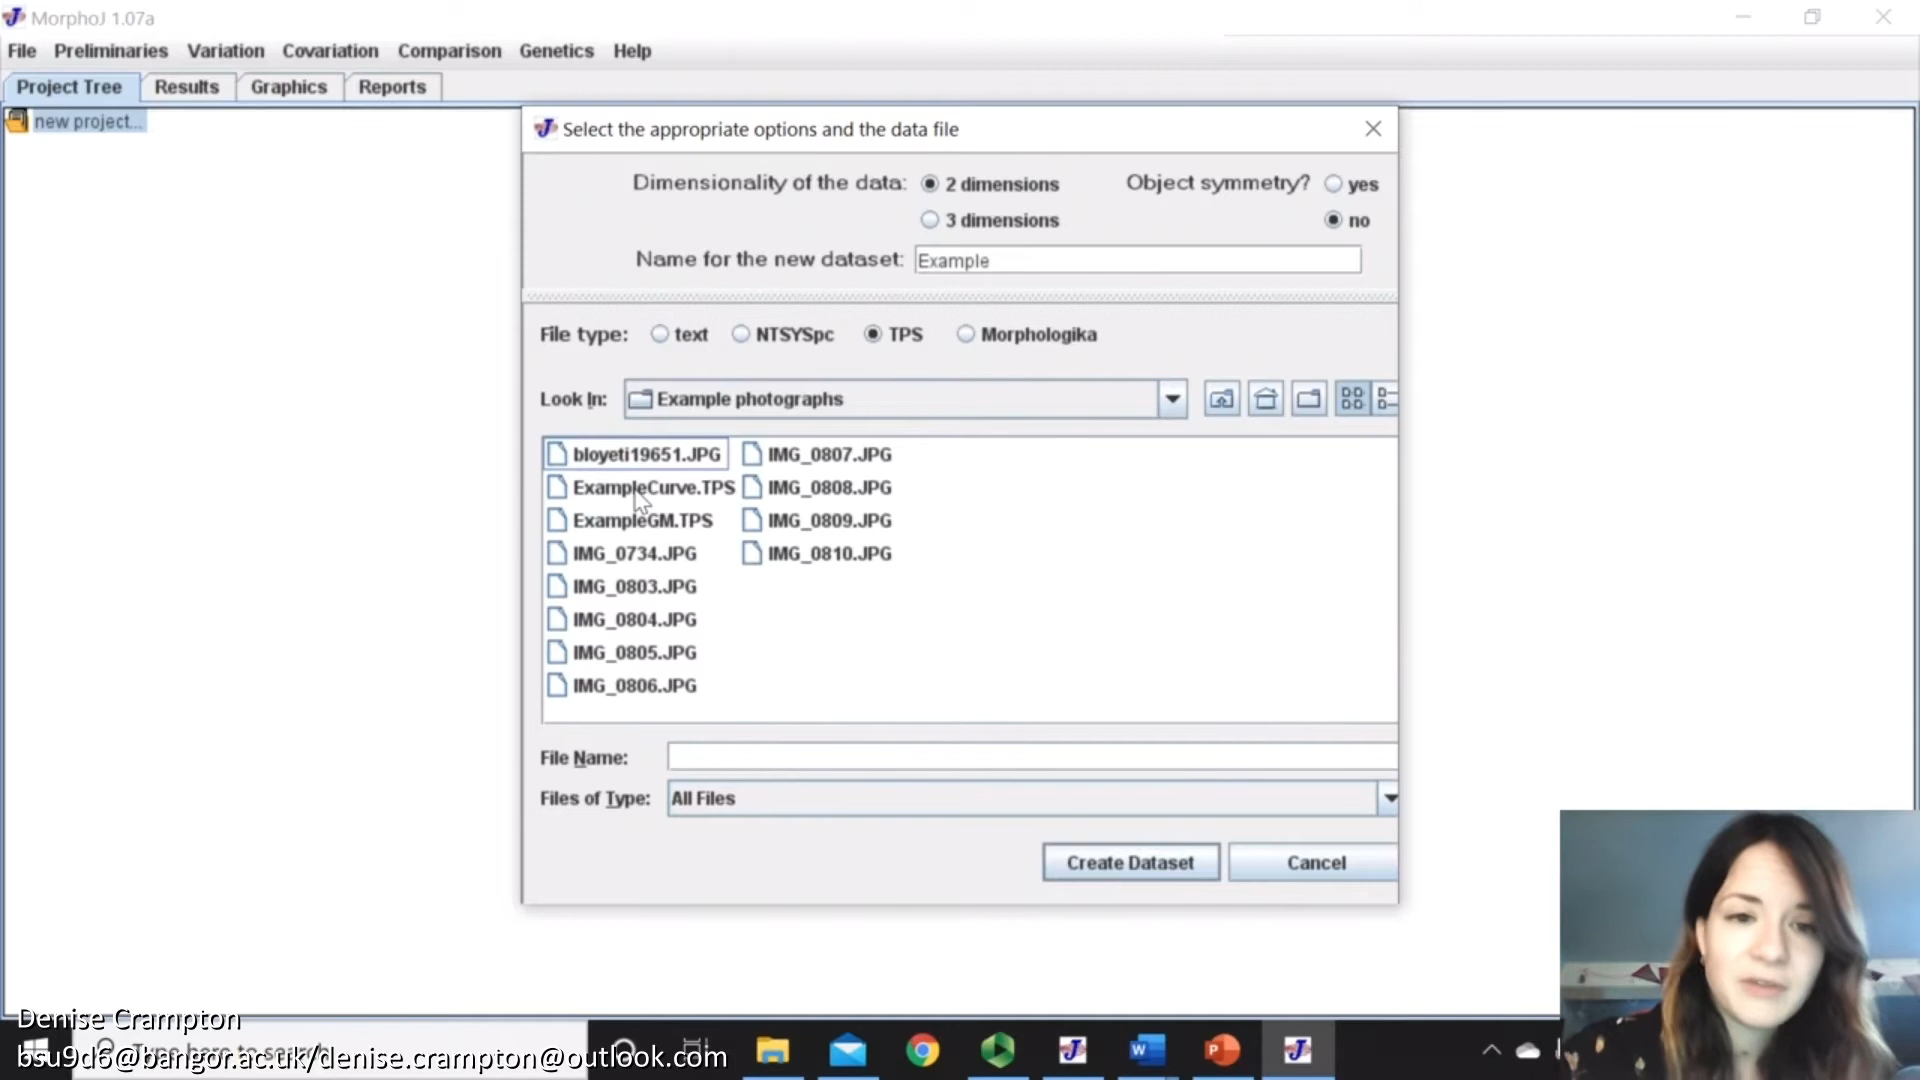 MorphoJ 1.07a
File Preliminaries Variation Covariation Comparison Genetics Help
Project Tree Results Graphics Reports
new project...
Select the appropriate options and the data file
Dimensionality of the data: 2 dimensions Object symmetry? yes
3 dimensions no
Name for the new dataset: Example
File type: text NTSYSpc TPS Morphologika
Look In: Example photographs
bloyeti19651.JPG IMG_0807.JPG
ExampleCurve.TPS IMG_0808.JPG
ExampleGM.TPS IMG_0809.JPG
IMG_0734.JPG IMG_0810.JPG
IMG_0803.JPG
IMG_0804.JPG
IMG_0805.JPG
IMG_0806.JPG
File Name:
Files of Type: All Files
Create Dataset Cancel
Denise Crampton
Type here to search
bsu9d6@bangor.ac.uk/denise.crampton@outlook.com